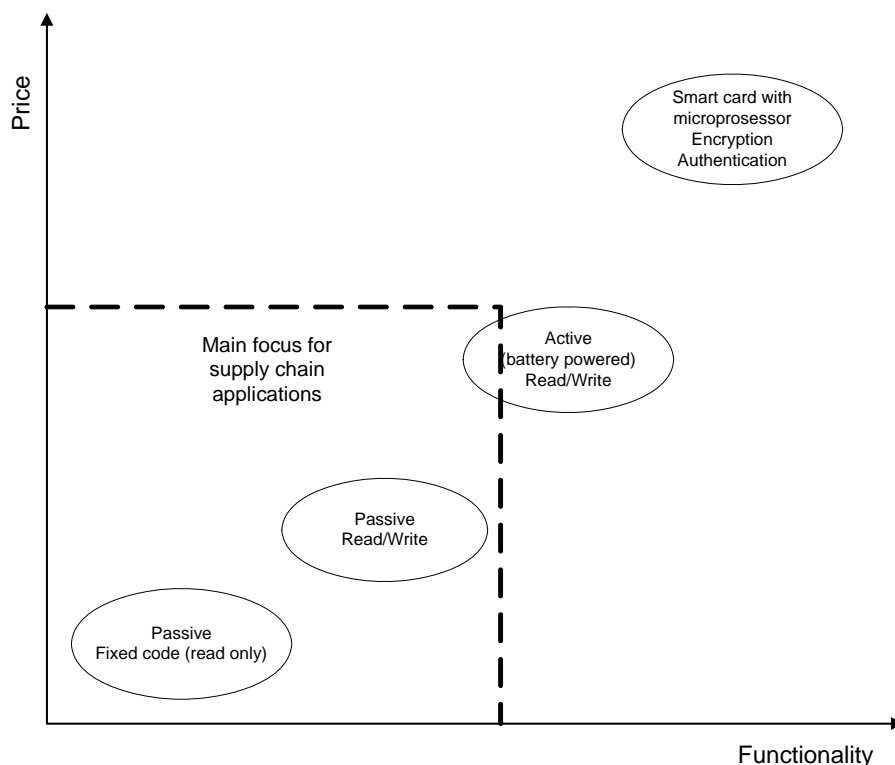 Price
Smart card with
microprosessor
Encryption
Authentication
Main focus for
supply chain
applications
Active
(battery powered)
Read/Write
Passive
Read/Write
Passive
Fixed code (read only)
Functionality